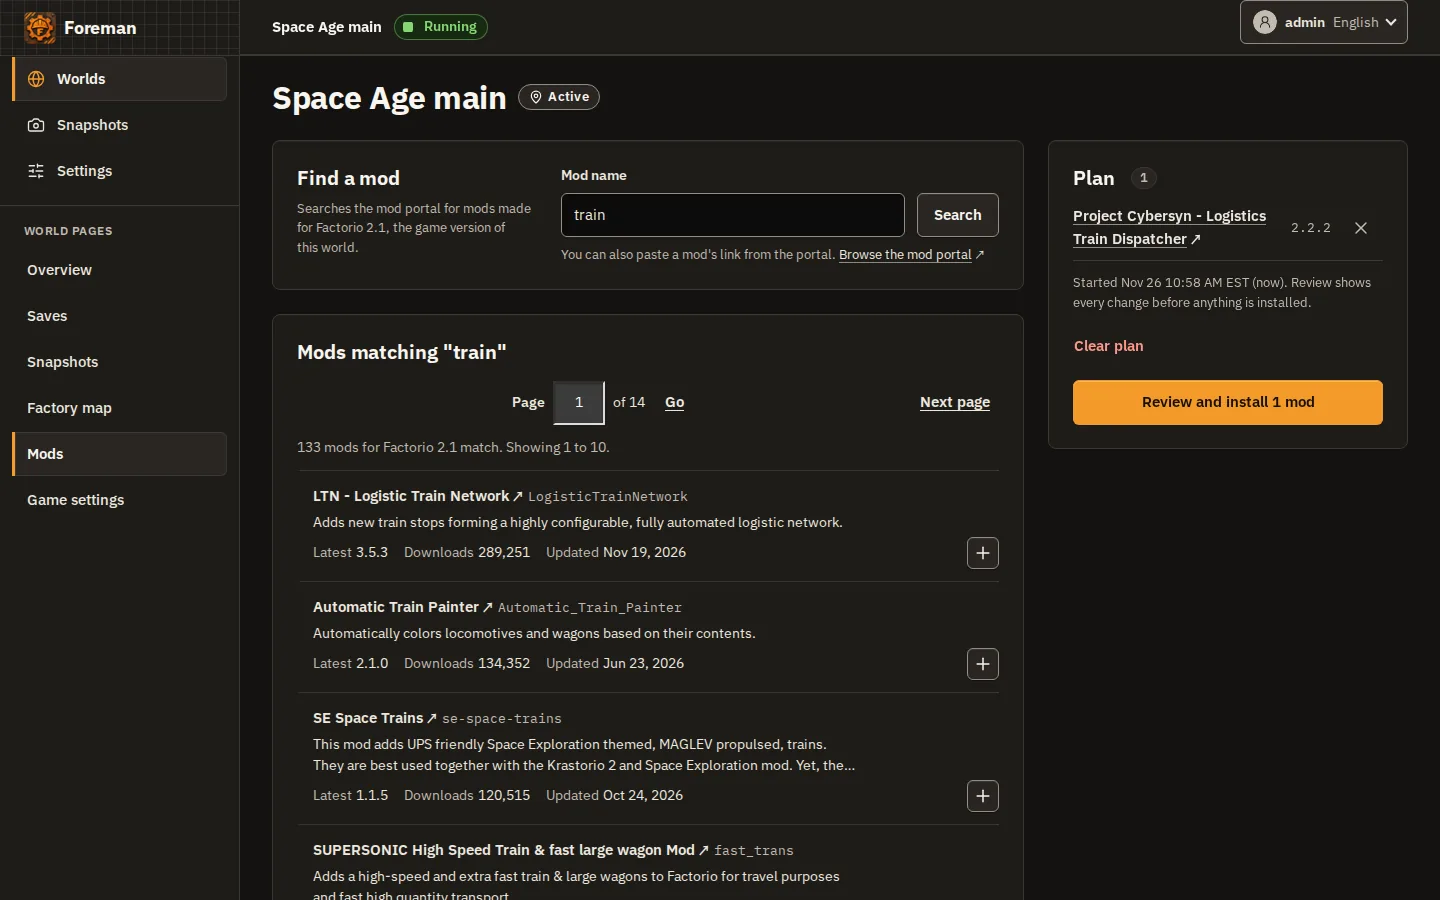 Foreman
Space Age main
Running
admin English
Worlds
Snapshots
Settings
WORLD PAGES
Overview
Saves
Snapshots
Factory map
Mods
Game settings
Space Age main
Active
Find a mod
Searches the mod portal for mods made
for Factorio 2.1, the game version of
this world.
Mod name
train
Search
You can also paste a mod's link from the portal. Browse the mod portal ↗
Mods matching "train"
Page 1 of 14 Go
Next page
133 mods for Factorio 2.1 match. Showing 1 to 10.
LTN - Logistic Train Network ↗ LogisticTrainNetwork
Adds new train stops forming a highly configurable, fully automated logistic network.
Latest 3.5.3 Downloads 289,251 Updated Nov 19, 2026
Automatic Train Painter ↗ Automatic_Train_Painter
Automatically colors locomotives and wagons based on their contents.
Latest 2.1.0 Downloads 134,352 Updated Jun 23, 2026
SE Space Trains ↗ se-space-trains
This mod adds UPS friendly Space Exploration themed, MAGLEV propulsed, trains.
They are best used together with the Krastorio 2 and Space Exploration mod. Yet, the…
Latest 1.1.5 Downloads 120,515 Updated Oct 24, 2026
SUPERSONIC High Speed Train & fast large wagon Mod ↗ fast_trans
Adds a high-speed and extra fast train & large wagons to Factorio for travel purposes
and fast high quantity transport
Plan 1
Project Cybersyn - Logistics
Train Dispatcher ↗
2.2.2
Started Nov 26 10:58 AM EST (now). Review shows
every change before anything is installed.
Clear plan
Review and install 1 mod